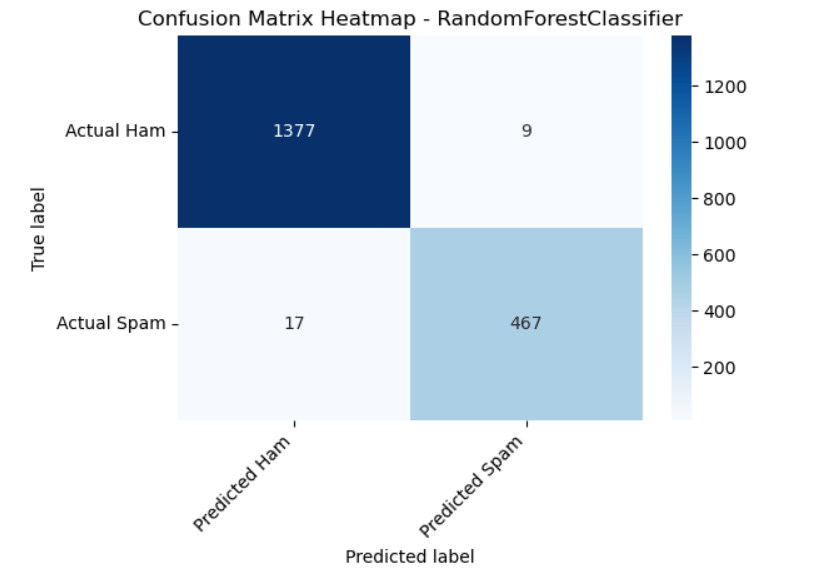 Confusion Matrix Heatmap - RandomForestClassifier
True label
Actual Ham
1377
9
Actual Spam
17
467
Predicted Ham
Predicted Spam
Predicted label
1200
1000
800
600
400
200